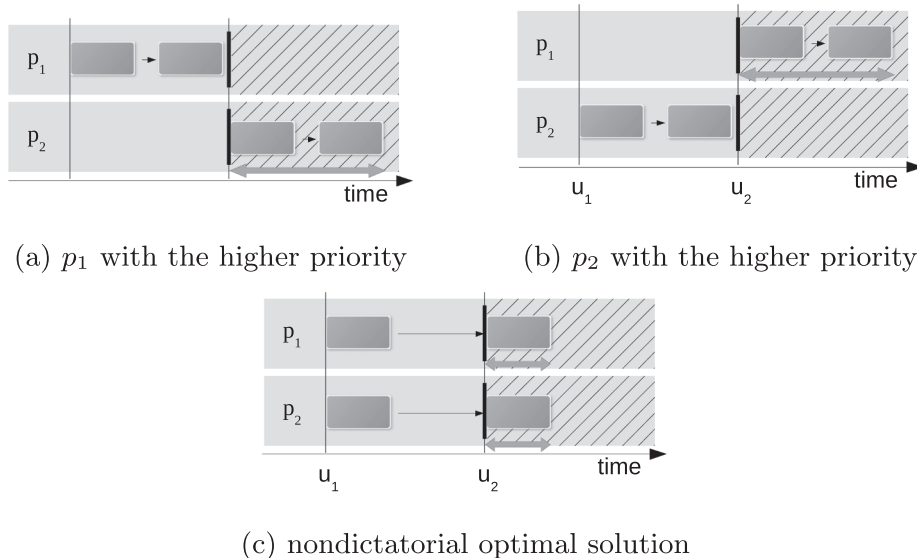 p1
p2
time
(a) p1 with the higher priority
p1
p2
u1 u2 time
(b) p2 with the higher priority
p1
p2
u1 u2 time
(c) nondictatorial optimal solution